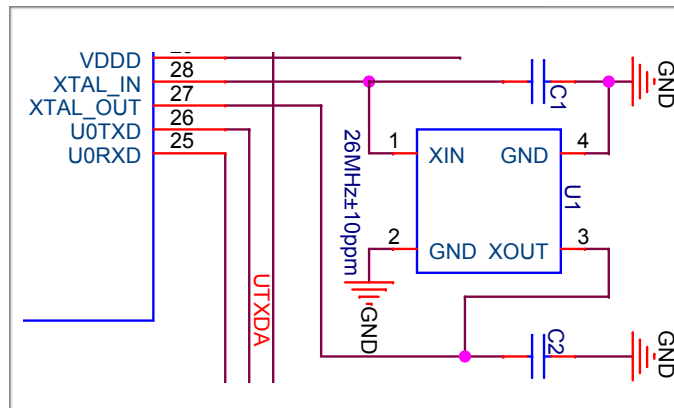 VDDD
28
XTAL_IN
27
XTAL_OUT
26
U0TXD
25
U0RXD
UTXDA
C1
GND
1
XIN
GND
4
U1
26MHz±10ppm
2
GND
XOUT
3
GND
C2
GND